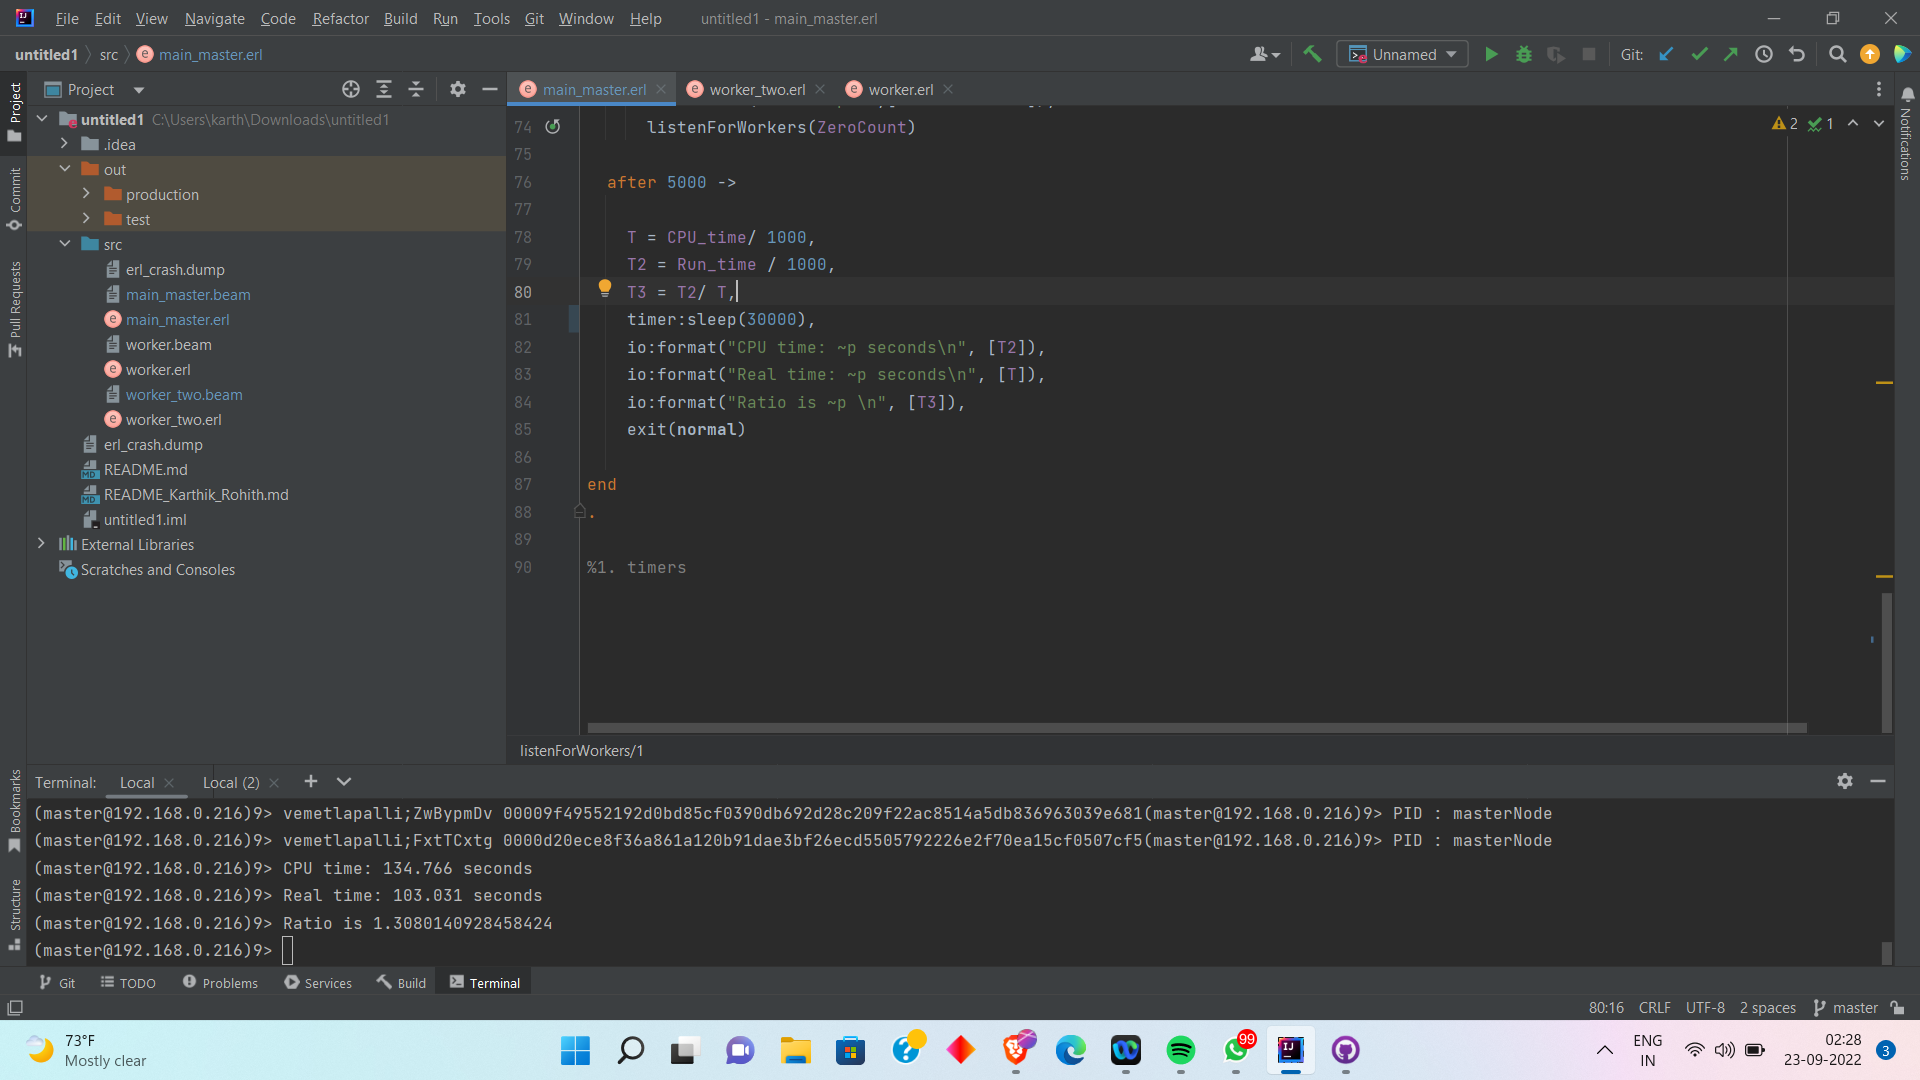 File Edit View Navigate Code Refactor Build Run Tools Git Window Help untitled1 - main_master.erl
untitled1 src main_master.erl Unnamed Git:
Project main_master.erl worker_two.erl worker.erl
Project
Commit
Pull Requests
Bookmarks
Structure
Notifications
untitled1 C:\Users\karth\Downloads\untitled1
.idea
out
production
test
src
erl_crash.dump
main_master.beam
main_master.erl
worker.beam
worker.erl
worker_two.beam
worker_two.erl
erl_crash.dump
README.md
README_Karthik_Rohith.md
untitled1.iml
External Libraries
Scratches and Consoles
2 1
74 listenForWorkers(ZeroCount)
75
76 after 5000 ->
77
78 T = CPU_time/ 1000,
79 T2 = Run_time / 1000,
80 T3 = T2/ T,
81 timer:sleep(30000),
82 io:format("CPU time: ~p seconds\n", [T2]),
83 io:format("Real time: ~p seconds\n", [T]),
84 io:format("Ratio is ~p \n", [T3]),
85 exit(normal)
86
87 end
88 .
89
90 %1. timers
listenForWorkers/1
Terminal: Local Local (2)
(master@192.168.0.216)9> vemetlapalli;ZwBypmDv 00009f49552192d0bd85cf0390db692d28c209f22ac8514a5db836963039e681(master@192.168.0.216)9> PID : masterNode
(master@192.168.0.216)9> vemetlapalli;FxtTCxtg 0000d20ece8f36a861a120b91dae3bf26ecd5505792226e2f70ea15cf0507cf5(master@192.168.0.216)9> PID : masterNode
(master@192.168.0.216)9> CPU time: 134.766 seconds
(master@192.168.0.216)9> Real time: 103.031 seconds
(master@192.168.0.216)9> Ratio is 1.3080140928458424
(master@192.168.0.216)9>
Git TODO Problems Services Build Terminal
80:16 CRLF UTF-8 2 spaces master
73°F
Mostly clear
99
ENG
IN
02:28
23-09-2022
3